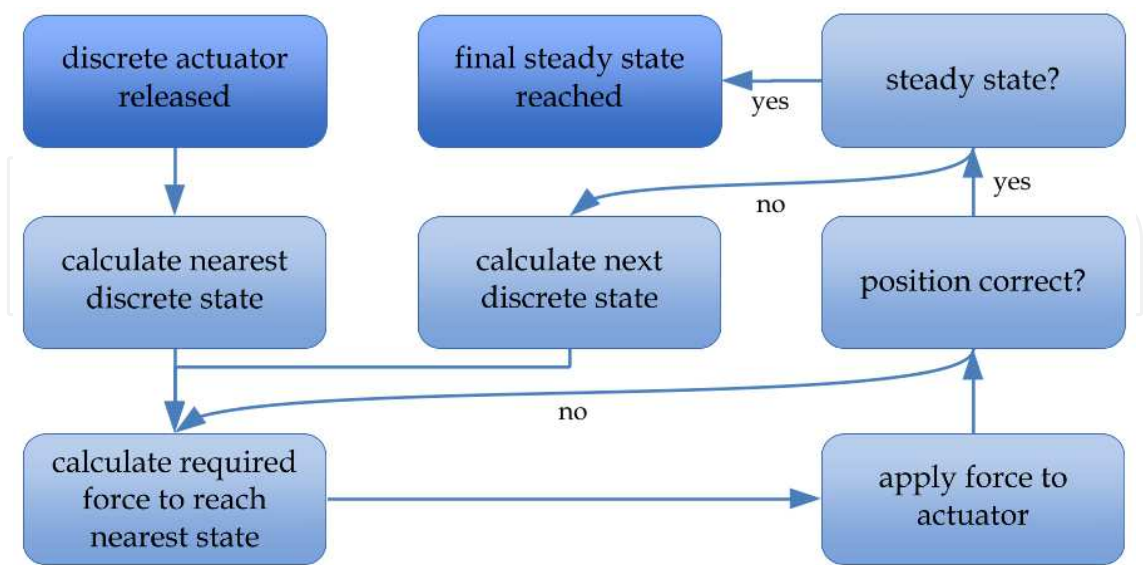 discrete actuator
released
final steady state
reached
steady state?
yes
no
yes
calculate nearest
discrete state
calculate next
discrete state
position correct?
no
calculate required
force to reach
nearest state
apply force to
actuator